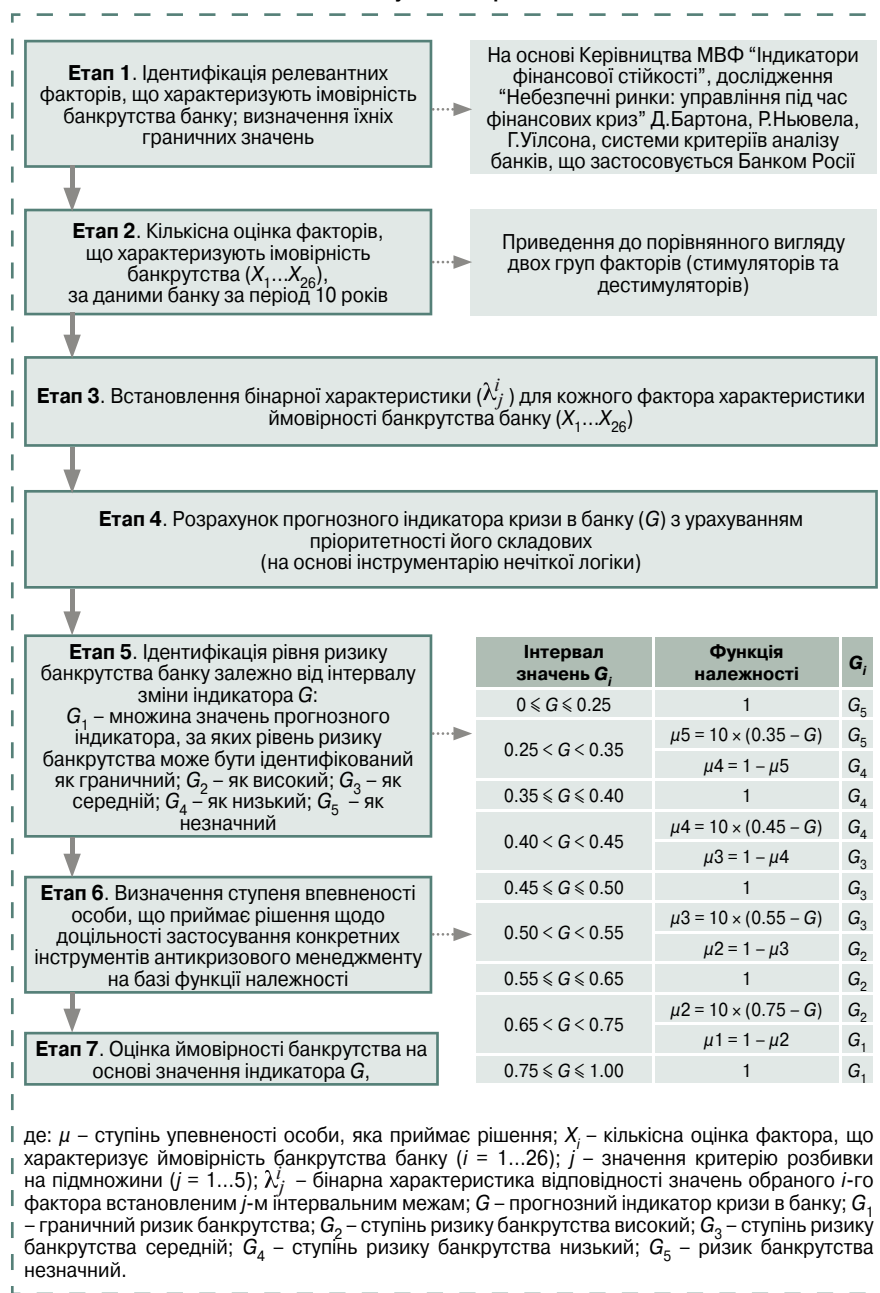 Етап 1. Ідентифікація релевантних
факторів, що характеризують імовірність
банкрутства банку; визначення їхніх
граничних значень
На основі Керівництва МВФ “Індикатори
фінансової стійкості”, дослідження
“Небезпечні ринки: управління під час
фінансових криз” Д.Бартона, Р.Ньювела,
Г.Уїлсона, системи критеріїв аналізу
банків, що застосовується Банком Росії
Етап 2. Кількісна оцінка факторів,
що характеризують імовірність
банкрутства (X₁...X₂₆),
за даними банку за період 10 років
Приведення до порівнянного вигляду
двох груп факторів (стимуляторів та
дестимуляторів)
Етап 3. Встановлення бінарної характеристики (λⱼⁱ) для кожного фактора характеристики
ймовірності банкрутства банку (X₁...X₂₆)
Етап 4. Розрахунок прогнозного індикатора кризи в банку (G) з урахуванням
пріоритетності його складових
(на основі інструментарію нечіткої логіки)
Етап 5. Ідентифікація рівня ризику
банкрутства банку залежно від інтервалу
зміни індикатора G:
G₁ – множина значень прогнозного
індикатора, за яких рівень ризику
банкрутства може бути ідентифікований
як граничний; G₂ – як високий; G₃ – як
середній; G₄ – як низький; G₅ – як
незначний
Етап 6. Визначення ступеня впевненості
особи, що приймає рішення щодо
доцільності застосування конкретних
інструментів антикризового менеджменту
на базі функції належності
Етап 7. Оцінка ймовірності банкрутства на
основі значення індикатора G,
Інтервал значень Gᵢ Функція належності Gᵢ
0 ⩽ G ⩽ 0.25 1 G₅
0.25 < G < 0.35 μ5 = 10 × (0.35 – G) G₅
μ4 = 1 – μ5 G₄
0.35 ⩽ G ⩽ 0.40 1 G₄
0.40 < G < 0.45 μ4 = 10 × (0.45 – G) G₄
μ3 = 1 – μ4 G₃
0.45 ⩽ G ⩽ 0.50 1 G₃
0.50 < G < 0.55 μ3 = 10 × (0.55 – G) G₃
μ2 = 1 – μ3 G₂
0.55 ⩽ G ⩽ 0.65 1 G₂
0.65 < G < 0.75 μ2 = 10 × (0.75 – G) G₂
μ1 = 1 – μ2 G₁
0.75 ⩽ G ⩽ 1.00 1 G₁
де: μ – ступінь упевненості особи, яка приймає рішення; Xᵢ – кількісна оцінка фактора, що
характеризує ймовірність банкрутства банку (i = 1...26); j – значення критерію розбивки
на підмножини (j = 1...5); λⱼⁱ – бінарна характеристика відповідності значень обраного i-го
фактора встановленим j-м інтервальним межам; G – прогнозний індикатор кризи в банку; G₁
– граничний ризик банкрутства; G₂ – ступінь ризику банкрутства високий; G₃ – ступінь ризику
банкрутства середній; G₄ – ступінь ризику банкрутства низький; G₅ – ризик банкрутства
незначний.